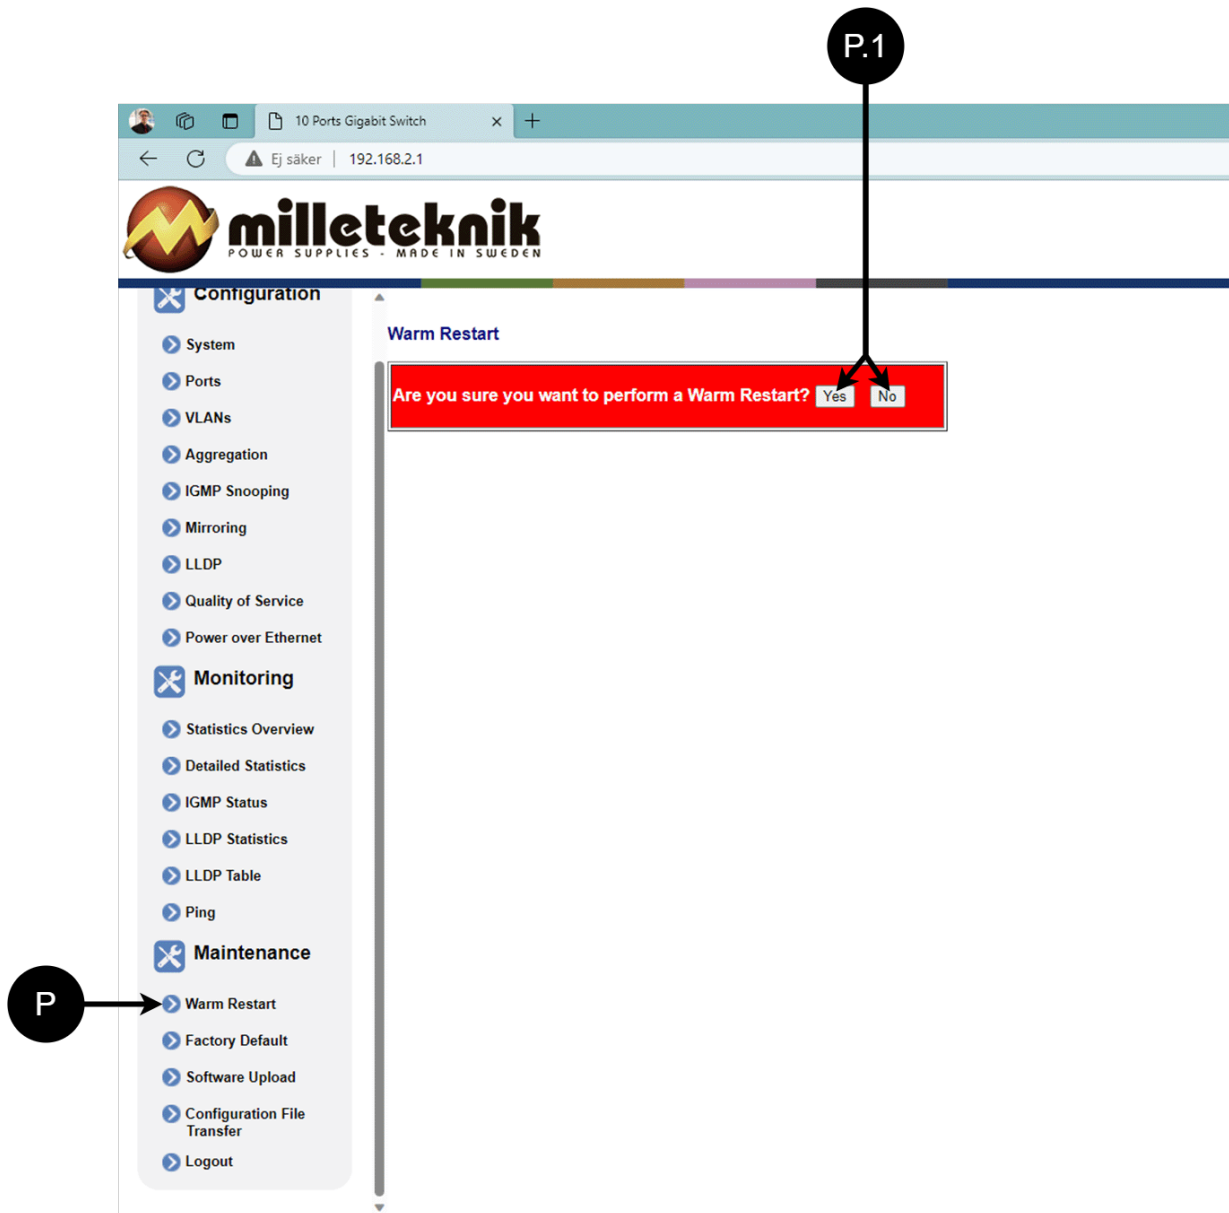 P.1
10 Ports Gigabit Switch
Ej säker | 192.168.2.1
milleteknik
POWER SUPPLIES - MADE IN SWEDEN
Configuration
System
Ports
VLANs
Aggregation
IGMP Snooping
Mirroring
LLDP
Quality of Service
Power over Ethernet
Monitoring
Statistics Overview
Detailed Statistics
IGMP Status
LLDP Statistics
LLDP Table
Ping
Maintenance
P
Warm Restart
Factory Default
Software Upload
Configuration File
Transfer
Logout
Warm Restart
Are you sure you want to perform a Warm Restart? Yes No